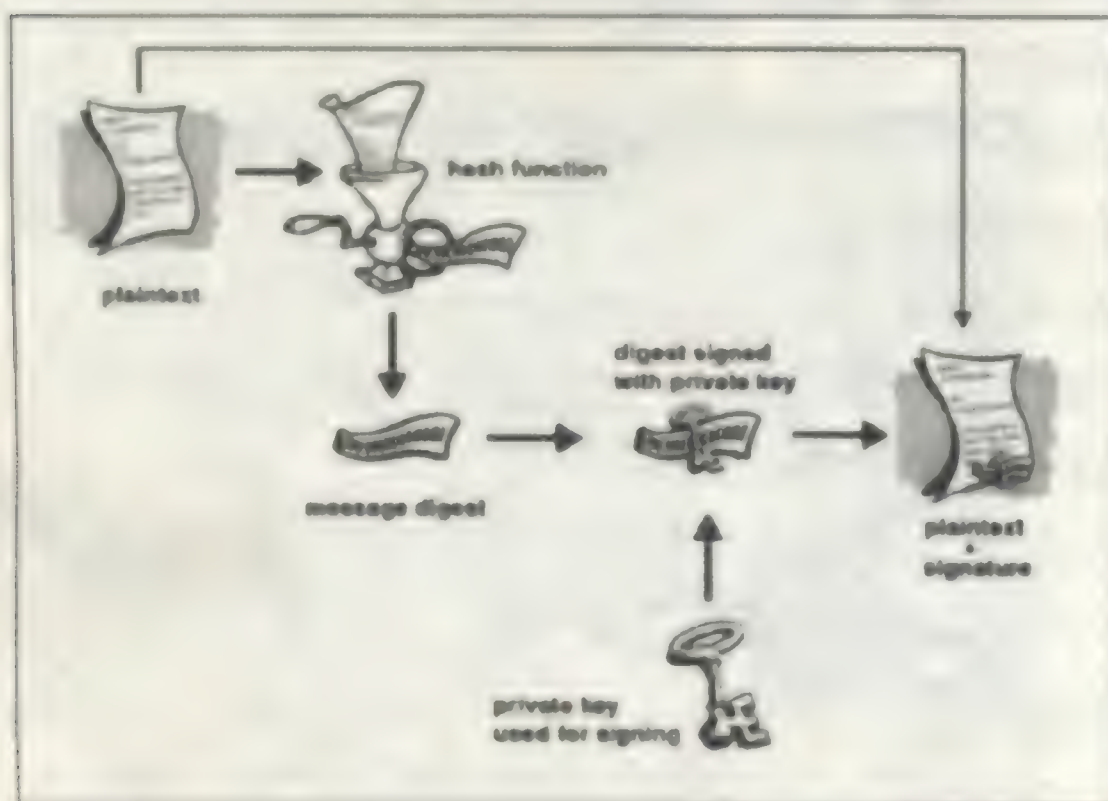 hash function
plaintext
digest signed
with private key
message digest
plaintext
+
signature
private key
used for signing